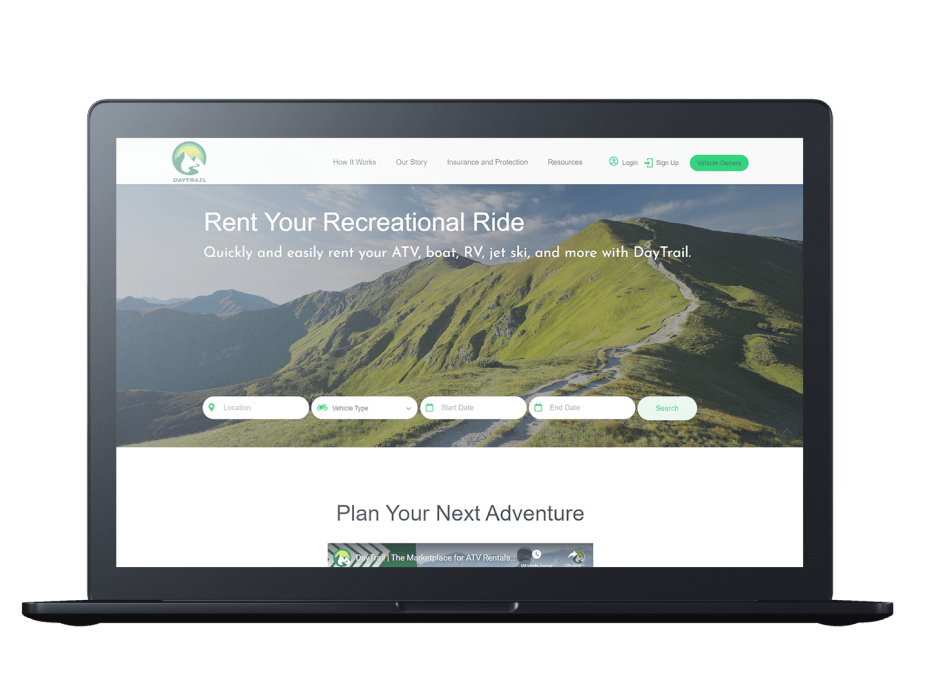 DAYTRAIL
How It Works
Our Story
Insurance and Protection
Resources
Login
Sign Up
Vehicle Owners
Rent Your Recreational Ride
Quickly and easily rent your ATV, boat, RV, jet ski, and more with DayTrail.
Location
Vehicle Type
Start Date
End Date
Search
Plan Your Next Adventure
DayTrail | The Marketplace for ATV Rental's...
Watch later
Share